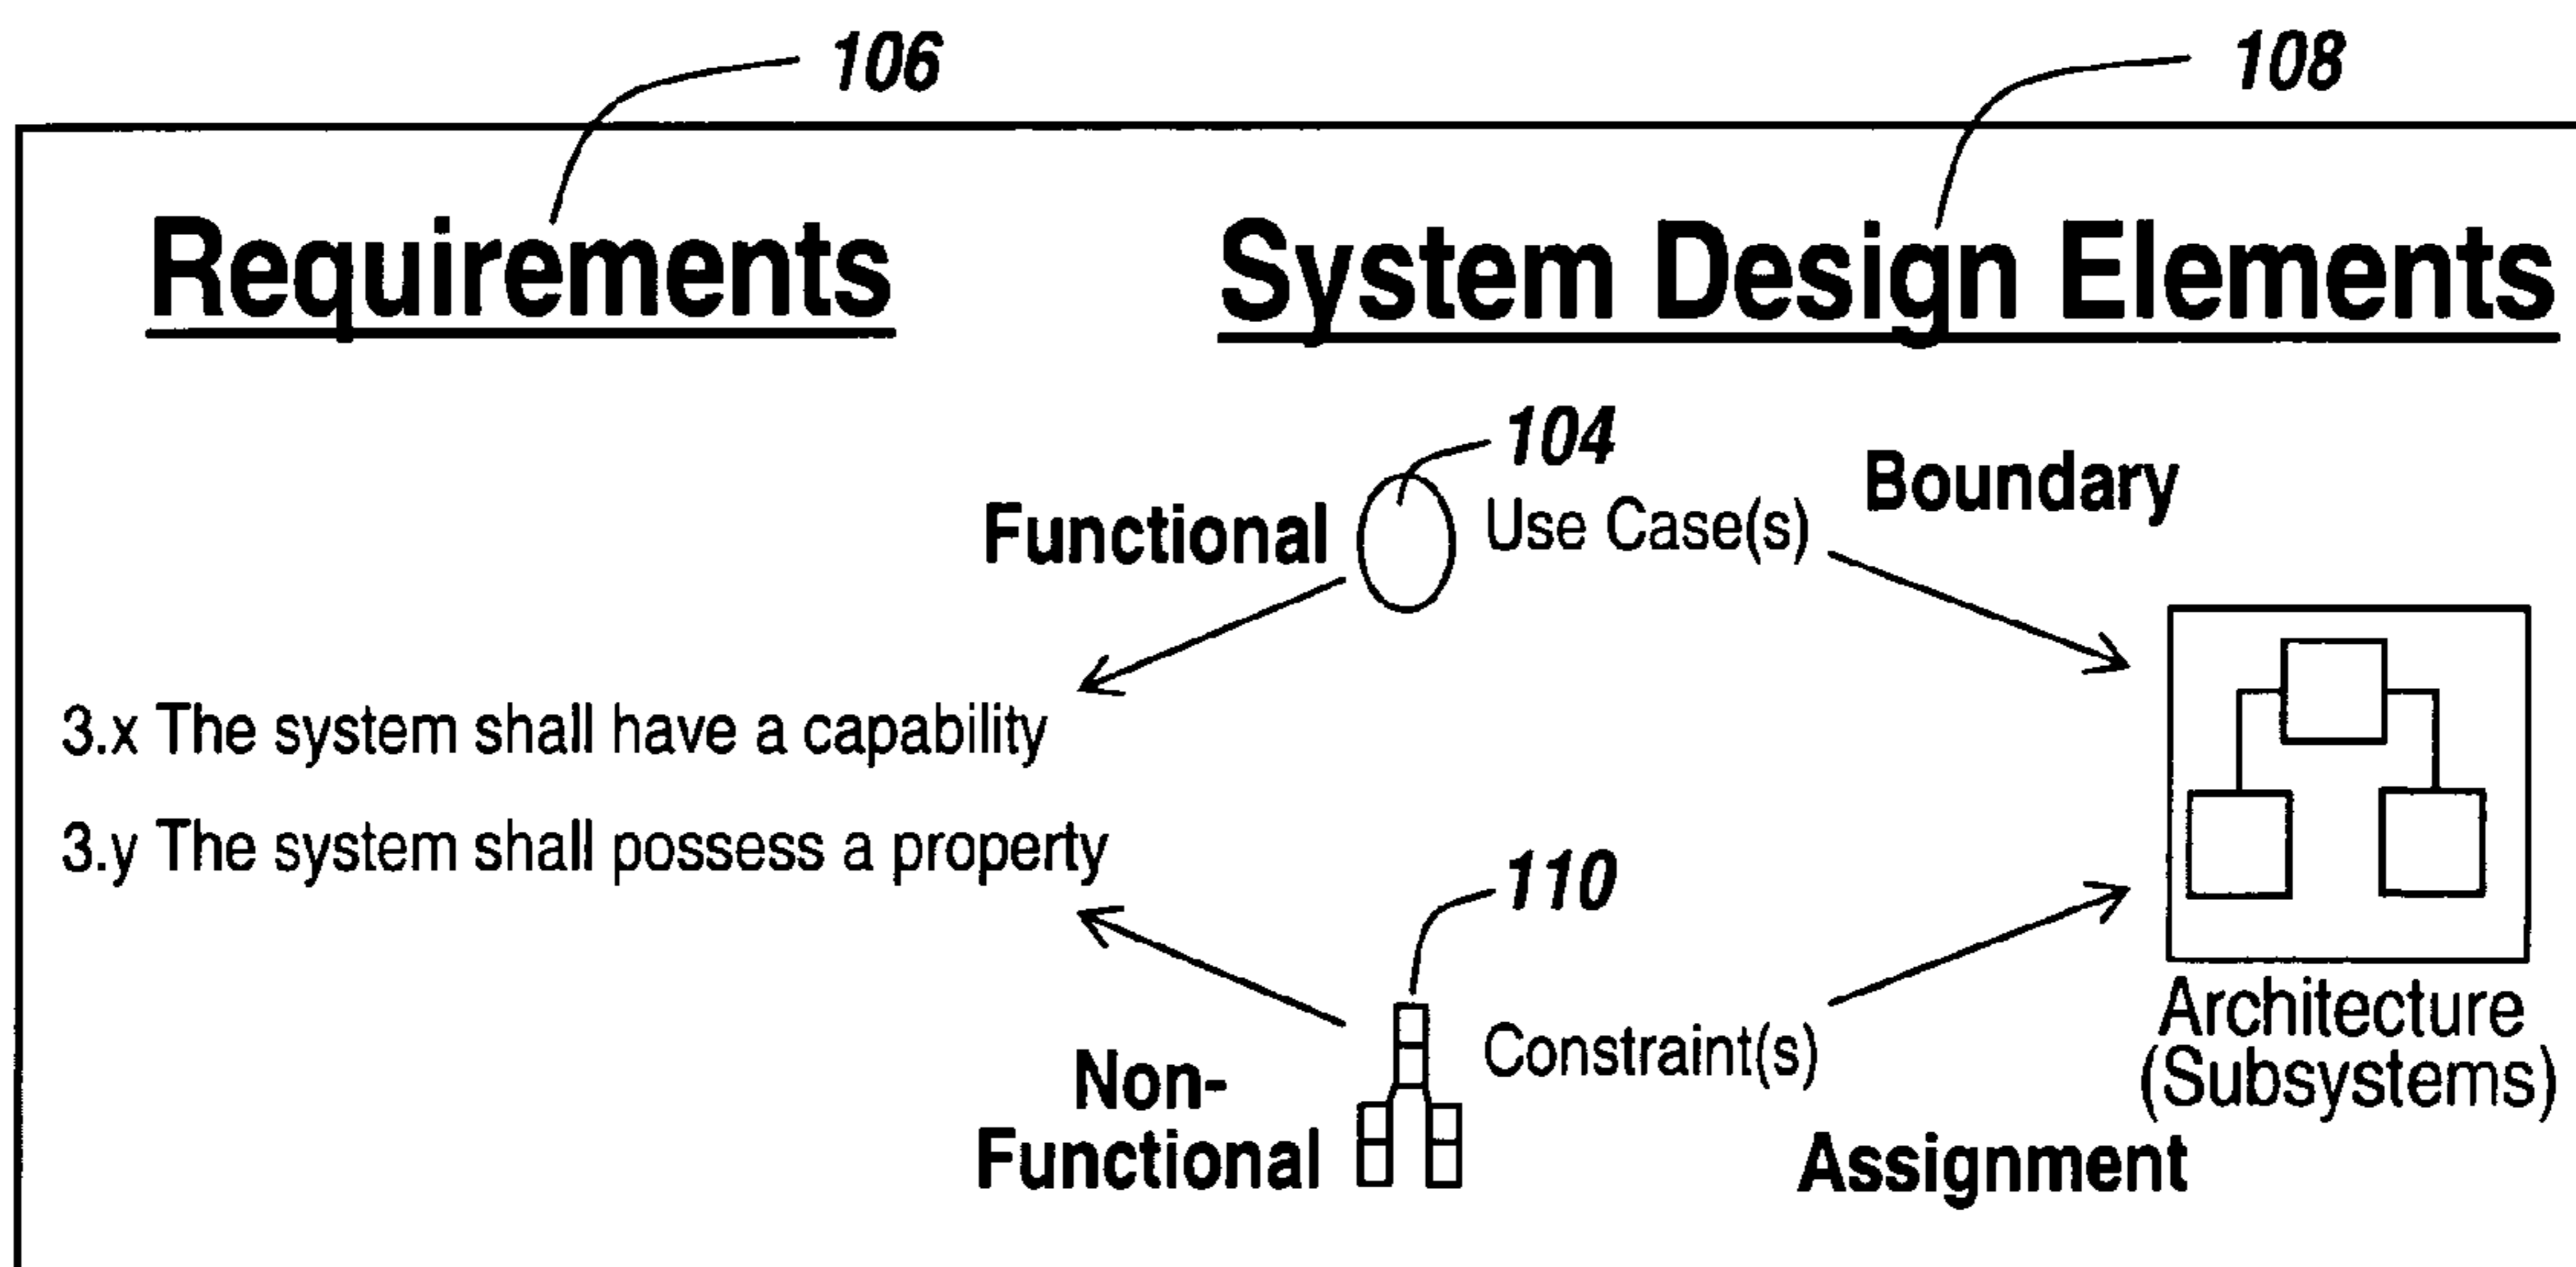 106
108
Requirements
System Design Elements
104
Functional
Use Case(s)
Boundary
3.x The system shall have a capability
3.y The system shall possess a property
110
Non-
Functional
Constraint(s)
Assignment
Architecture
(Subsystems)